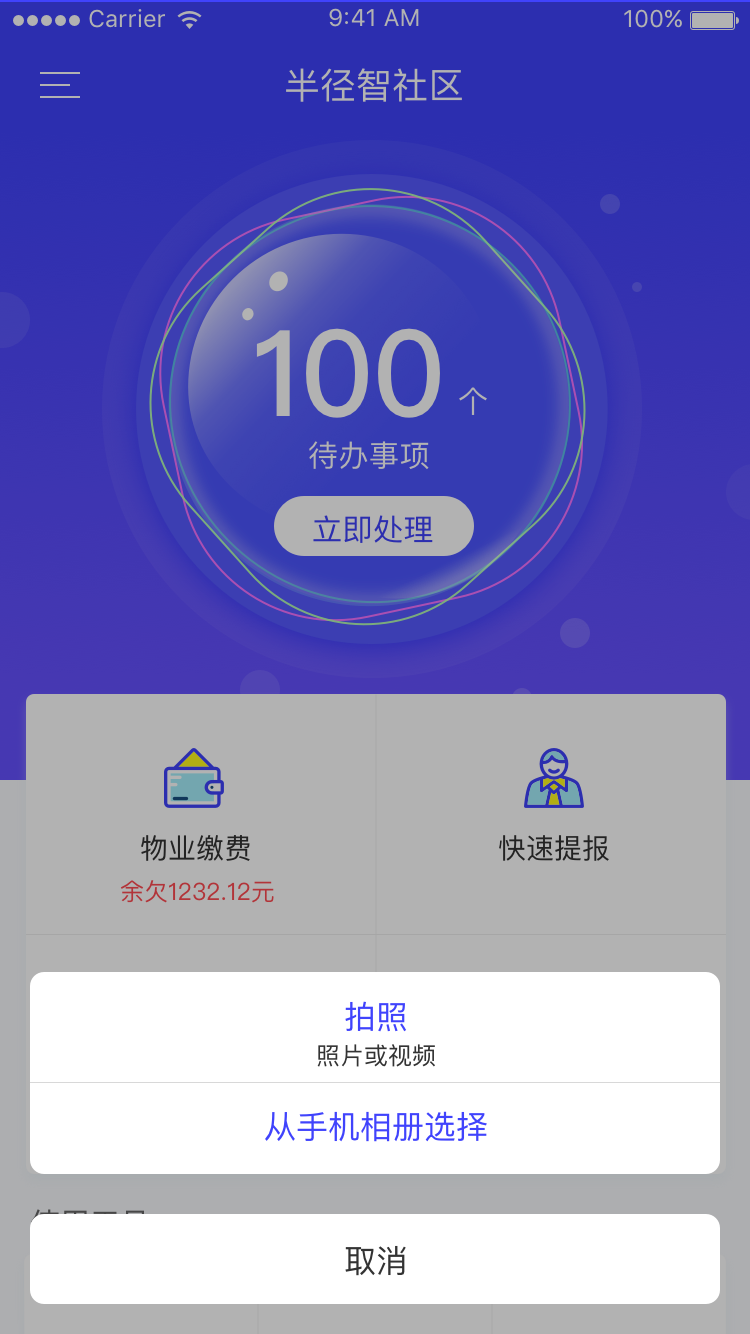 Carrier 9:41 AM 100%
半径智社区
100 个
待办事项
立即处理
物业缴费 快速提报
余欠1232.12元
拍照
照片或视频
从手机相册选择
取消